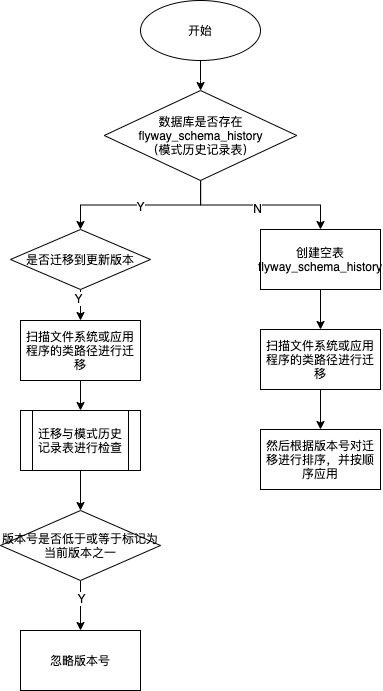 开始
数据库是否存在
flyway_schema_history
（模式历史记录表）
Y
N
是否迁移到更新版本
创建空表
flyway_schema_history
Y
扫描文件系统或应用
程序的类路径进行迁
移
扫描文件系统或应用
程序的类路径进行迁
移
迁移与模式历史
记录表进行检查
然后根据版本号对迁
移进行排序，并按顺
序应用
版本号是否低于或等于标记为
当前版本之一
Y
忽略版本号